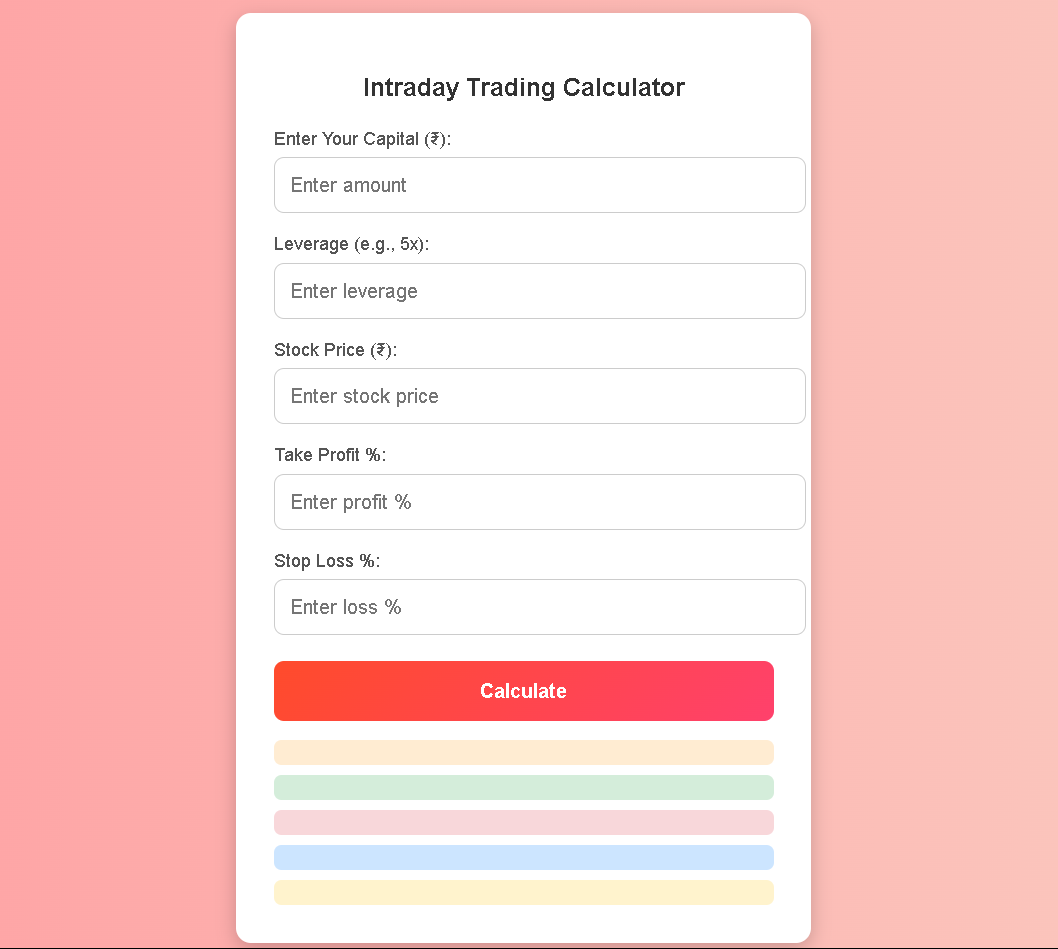 Intraday Trading Calculator
Enter Your Capital (₹):
Enter amount
Leverage (e.g., 5x):
Enter leverage
Stock Price (₹):
Enter stock price
Take Profit %:
Enter profit %
Stop Loss %:
Enter loss %
Calculate